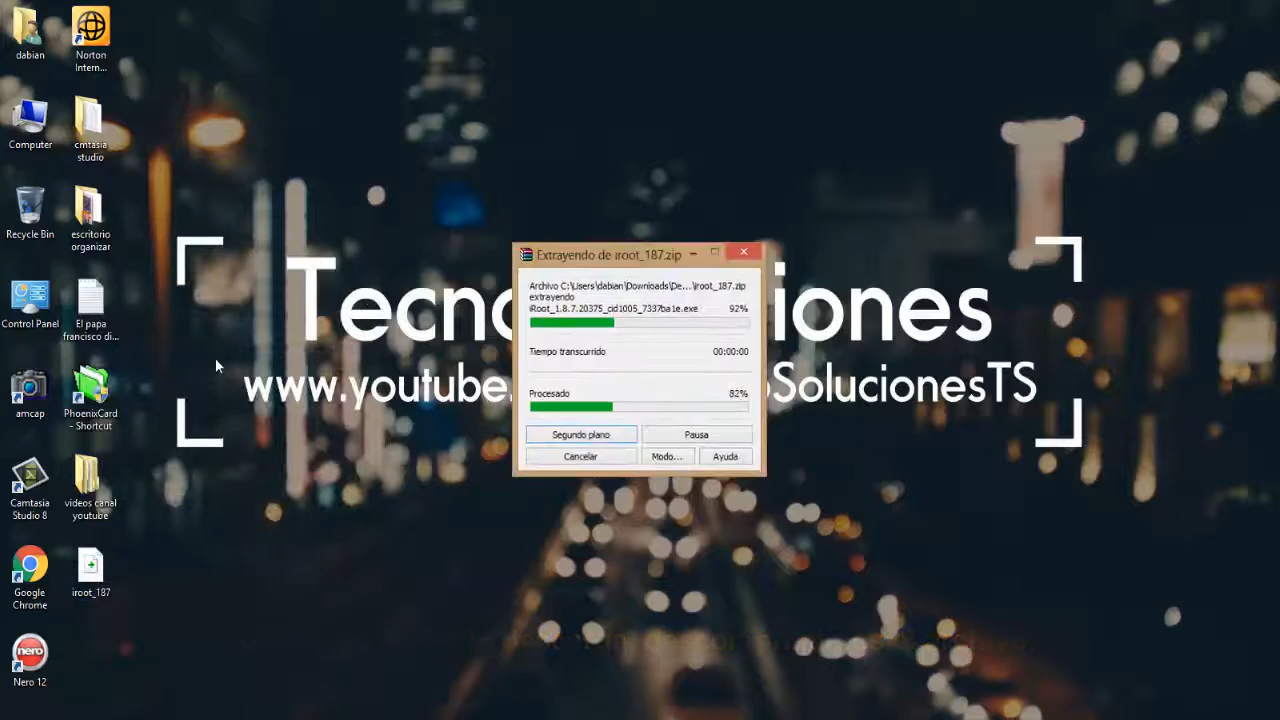 dabian
Norton
Intern...
Computer
cmtasia
studio
Recycle Bin
escritorio
organizar
Control Panel
El papa
francisco di...
amcap
PhoenixCard
- Shortcut
Camtasia
Studio 8
videos canal
youtube
Google
Chrome
iroot_187
nero
Nero 12
Extrayendo de iroot_187.zip
Archivo C:\Users\dabian\Downloads\De...\iroot_187.zip
extrayendo
iRoot_1.8.7.20375_cid1005_7337ba1e.exe 92%
Tiempo transcurrido 00:00:00
Procesado 82%
Segundo plano Pausa
Cancelar Modo... Ayuda
Tecno iones
www.youtube. SolucionesTS